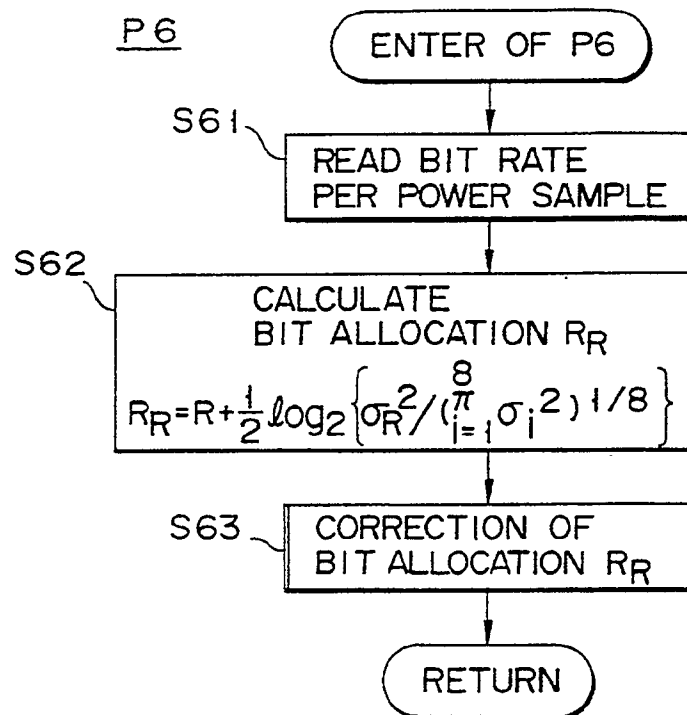 P6
ENTER OF P6
S61
READ BIT RATE
PER POWER SAMPLE
S62
CALCULATE
BIT ALLOCATION RR
RR=R+1/2 log2{σR²/(π i=1 8 σi²)1/8}
S63
CORRECTION OF
BIT ALLOCATION RR
RETURN